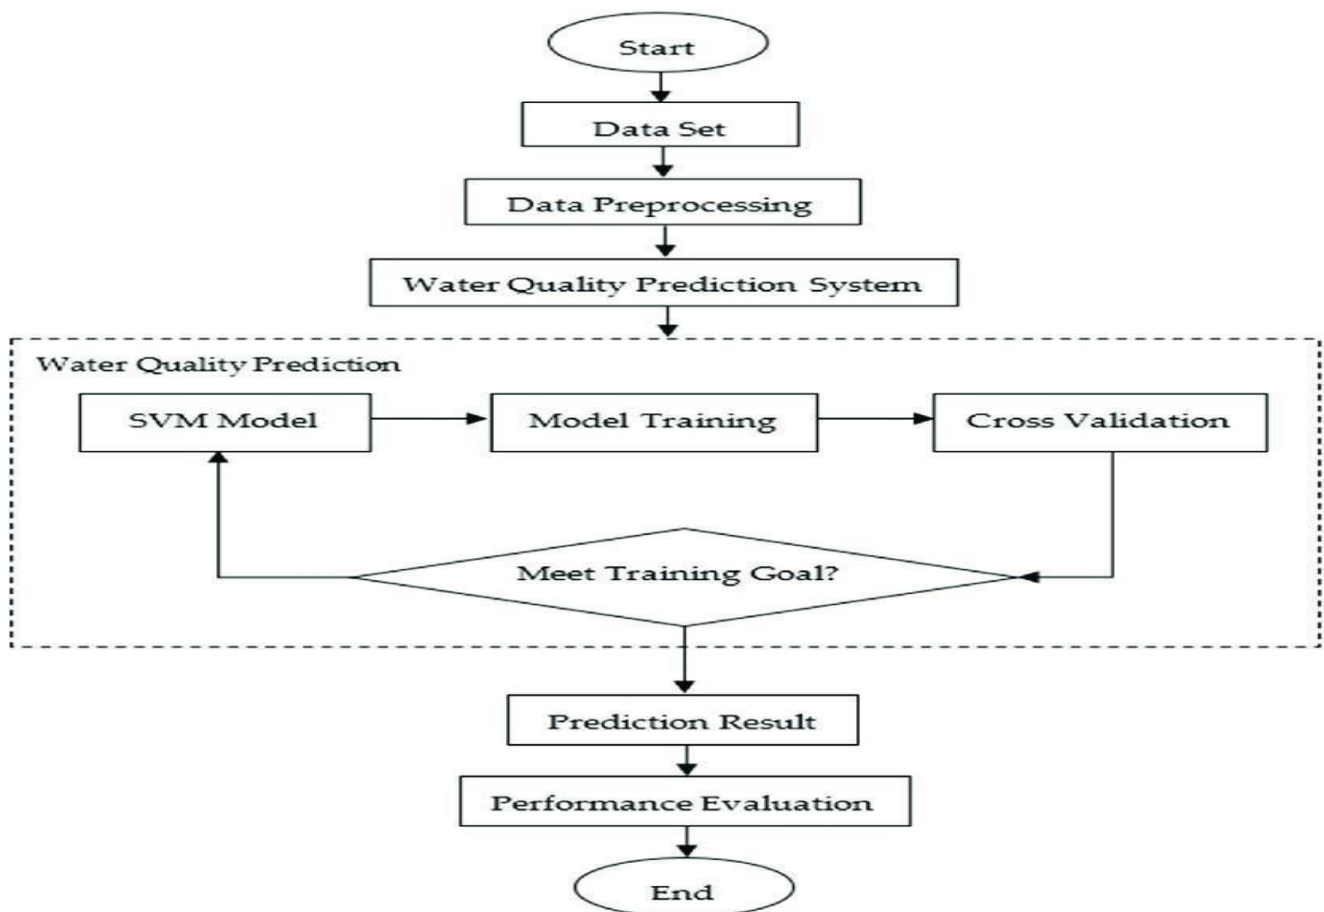 Start
Data Set
Data Preprocessing
Water Quality Prediction System
Water Quality Prediction
SVM Model
Model Training
Cross Validation
Meet Training Goal?
Prediction Result
Performance Evaluation
End